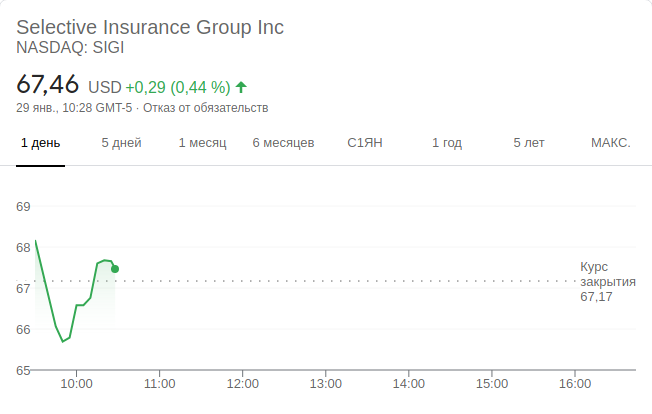 Selective Insurance Group Inc
NASDAQ: SIGI
67,46 USD +0,29 (0,44 %)
29 янв., 10:28 GMT-5 · Отказ от обязательств
1 день 5 дней 1 месяц 6 месяцев С1ЯН 1 год 5 лет МАКС.
69
68
67
66
65
Курс
закрытия
67,17
10:00 11:00 12:00 13:00 14:00 15:00 16:00